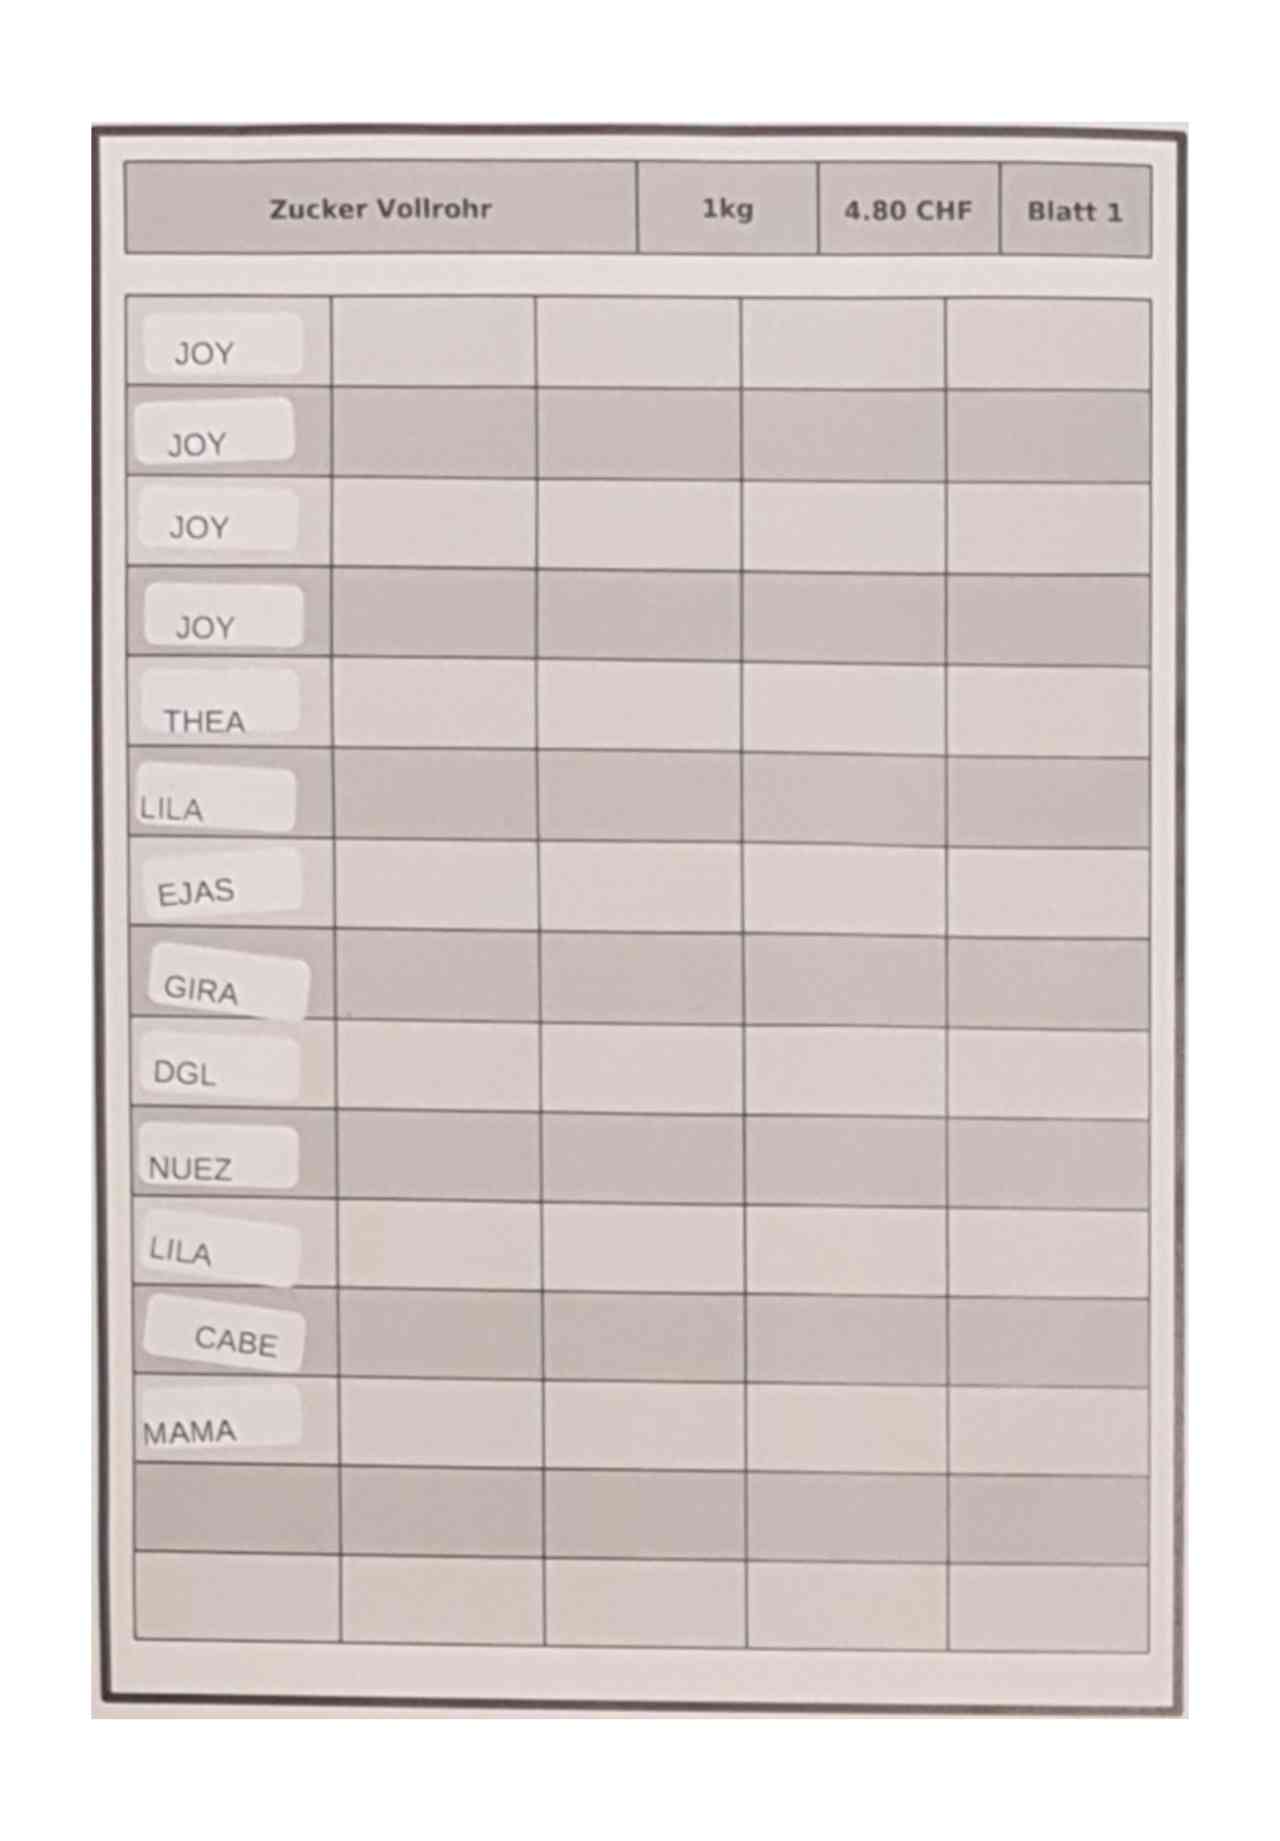 Zucker Vollrohr 1kg 4.80 CHF Blatt 1
JOY
JOY
JOY
JOY
THEA
LILA
EJAS
GIRA
DGL
NUEZ
LILA
CABE
MAMA